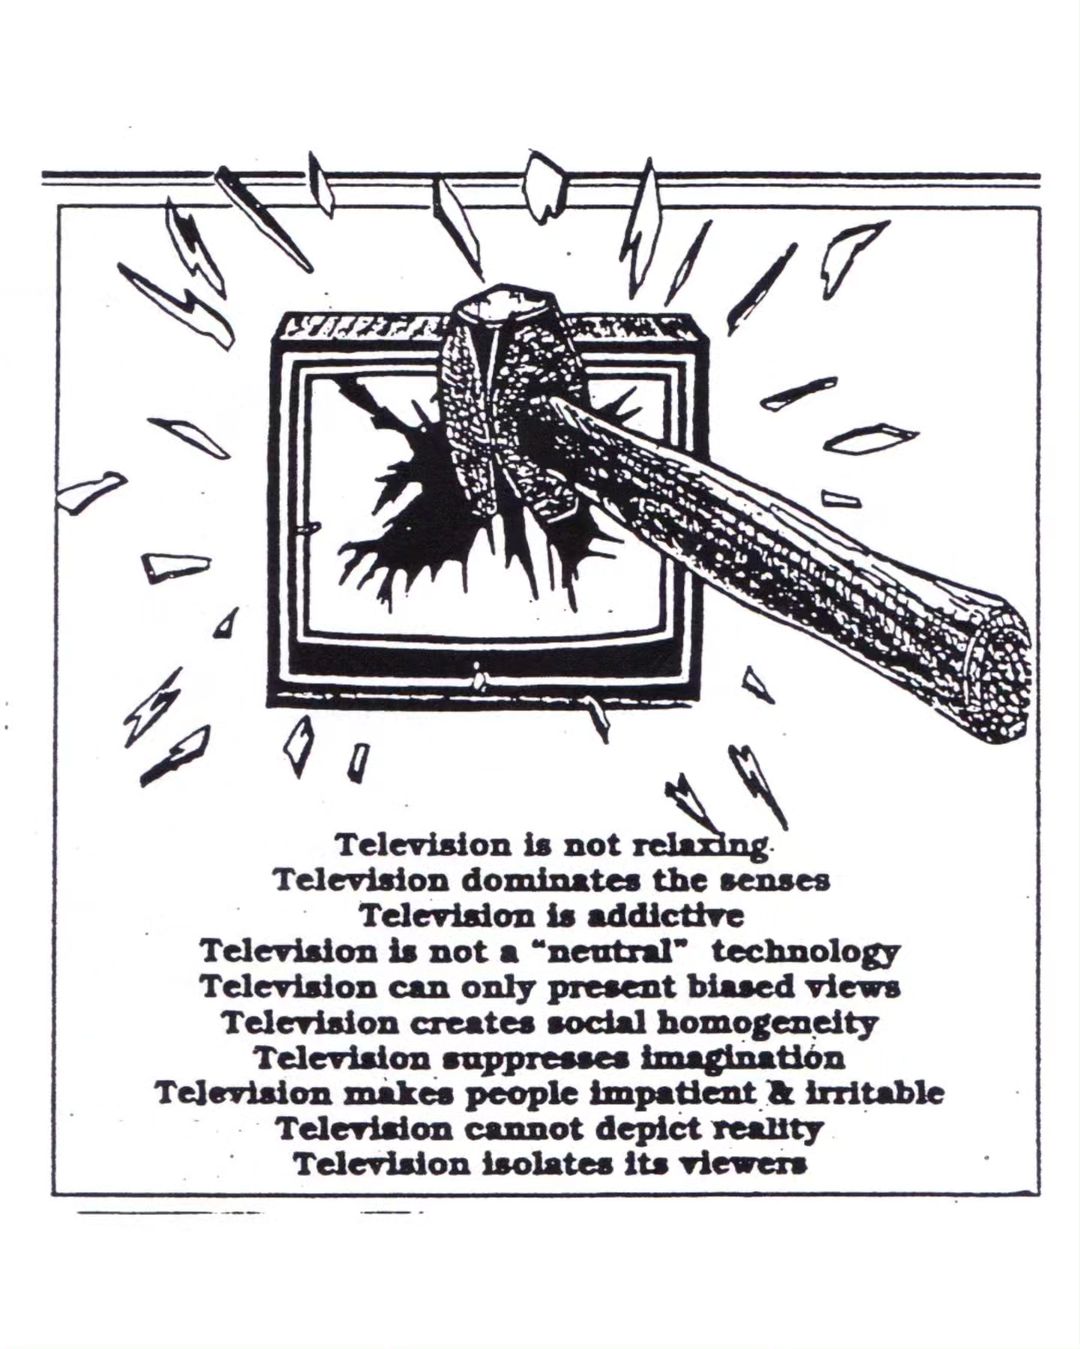 Television is not relaxing
Television dominates the senses
Television is addictive
Television is not a “neutral” technology
Television can only present biased views
Television creates social homogeneity
Television suppresses imagination
Television makes people impatient & irritable
Television cannot depict reality
Television isolates its viewers